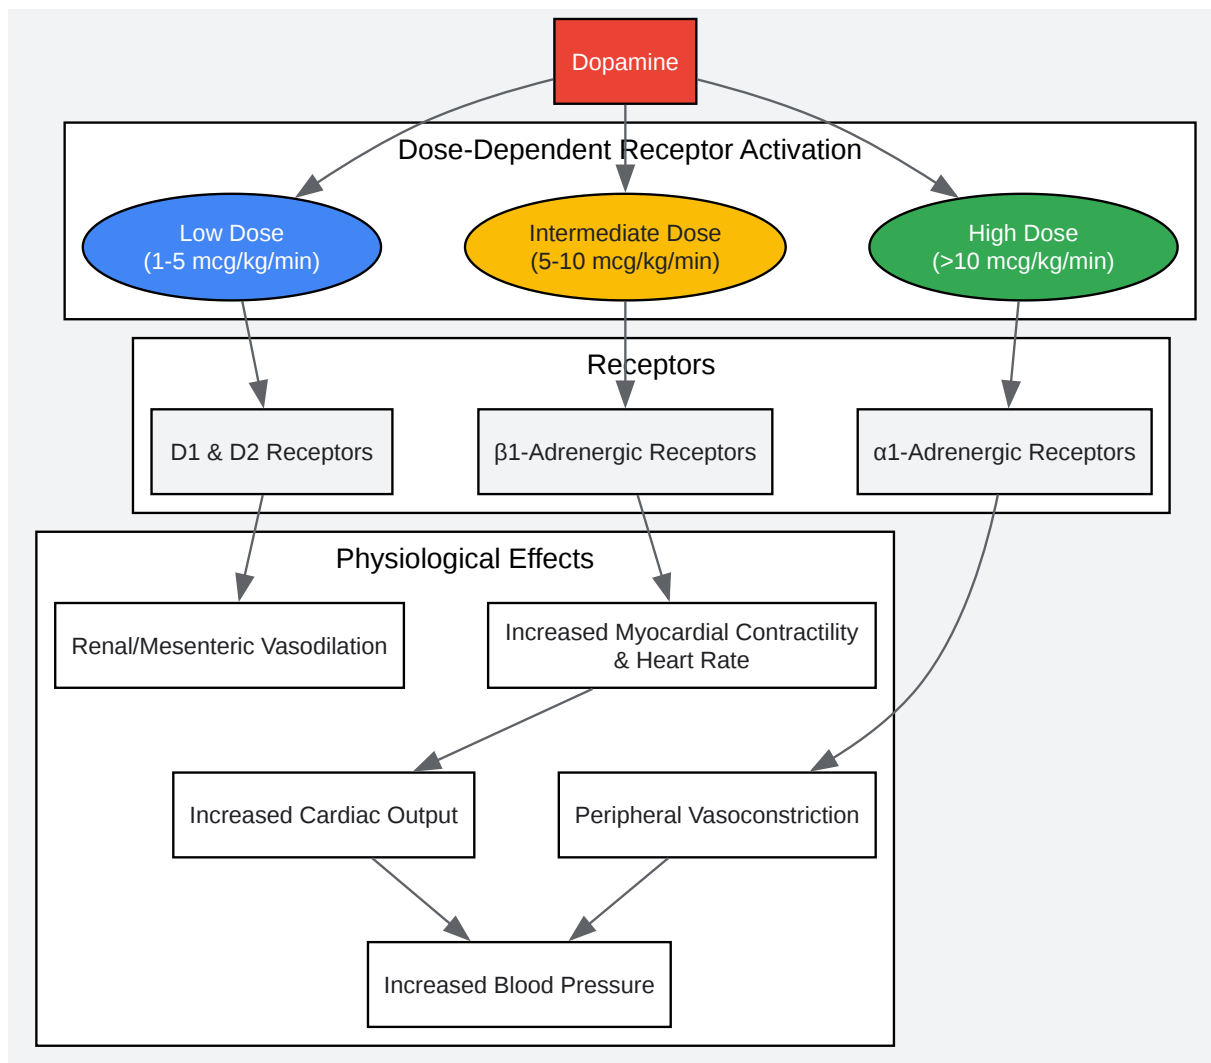 Dopamine
Dose-Dependent Receptor Activation
Low Dose
(1-5 mcg/kg/min)
Intermediate Dose
(5-10 mcg/kg/min)
High Dose
(>10 mcg/kg/min)
Receptors
D1 & D2 Receptors
β1-Adrenergic Receptors
α1-Adrenergic Receptors
Physiological Effects
Renal/Mesenteric Vasodilation
Increased Myocardial Contractility
& Heart Rate
Increased Cardiac Output
Peripheral Vasoconstriction
Increased Blood Pressure